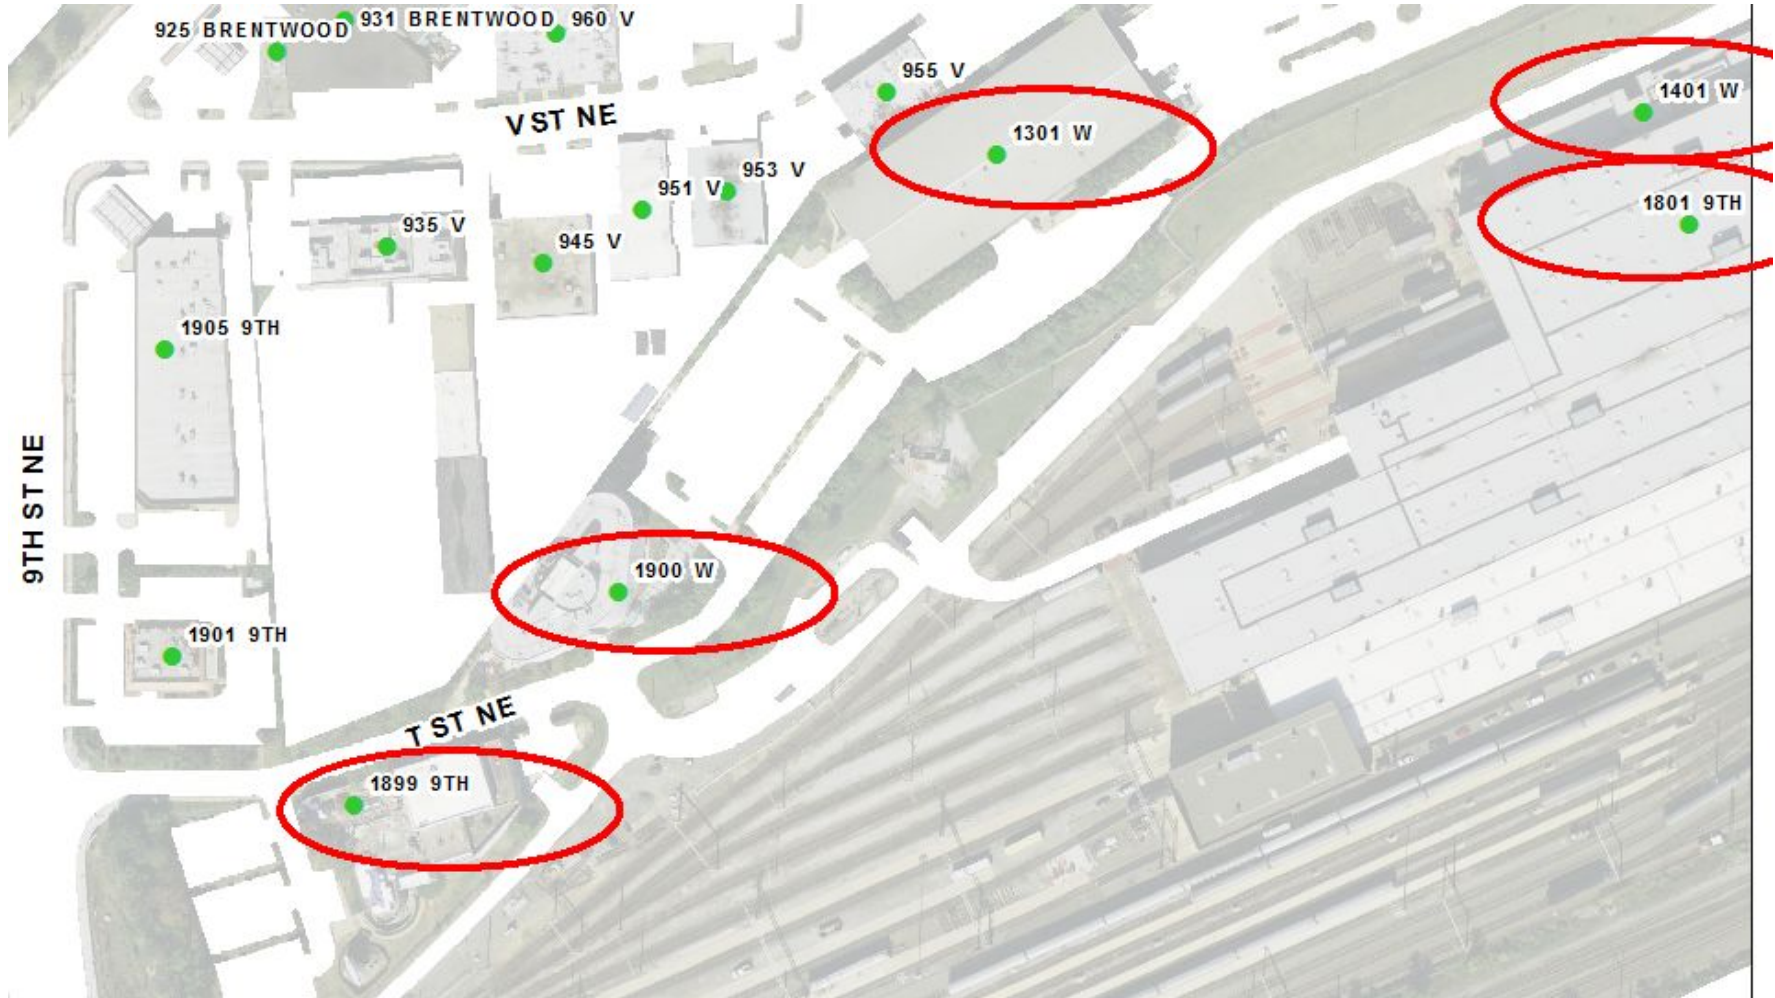 925 BRENTWOOD
931 BRENTWOOD
960 V
955 V
1401 W
V ST NE
1301 W
951 V
953 V
1801 9TH
935 V
945 V
1905 9TH
9TH ST NE
1900 W
1901 9TH
T ST NE
1899 9TH